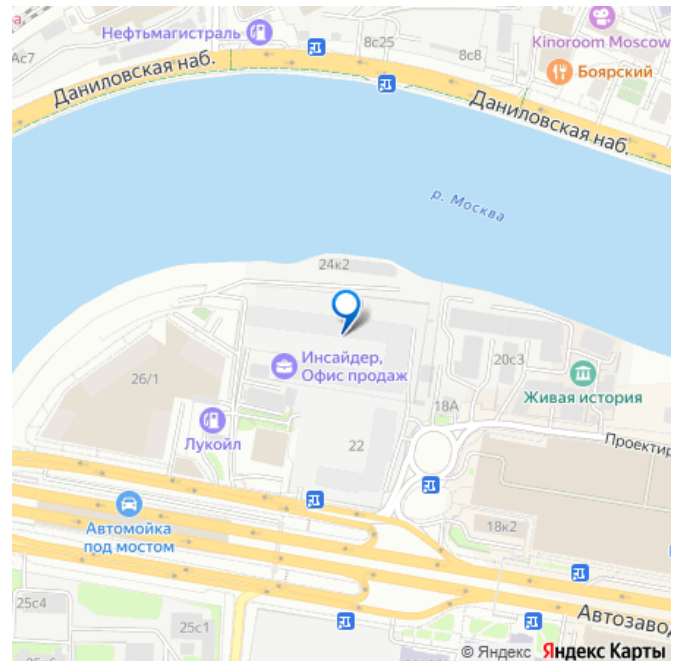 Нефтьмагистраль
8с25
8с8
Kinoroom Moscow
Боярский
Ас7
Даниловская наб.
Даниловская наб.
р. Москва
24к2
Инсайдер,
Офис продаж
20с3
Живая история
26/1
18А
Лукойл
22
Проектир
18к2
Автомойка
под мостом
25с4
25с1
Автозавод
© Яндекс Яндекс Карты